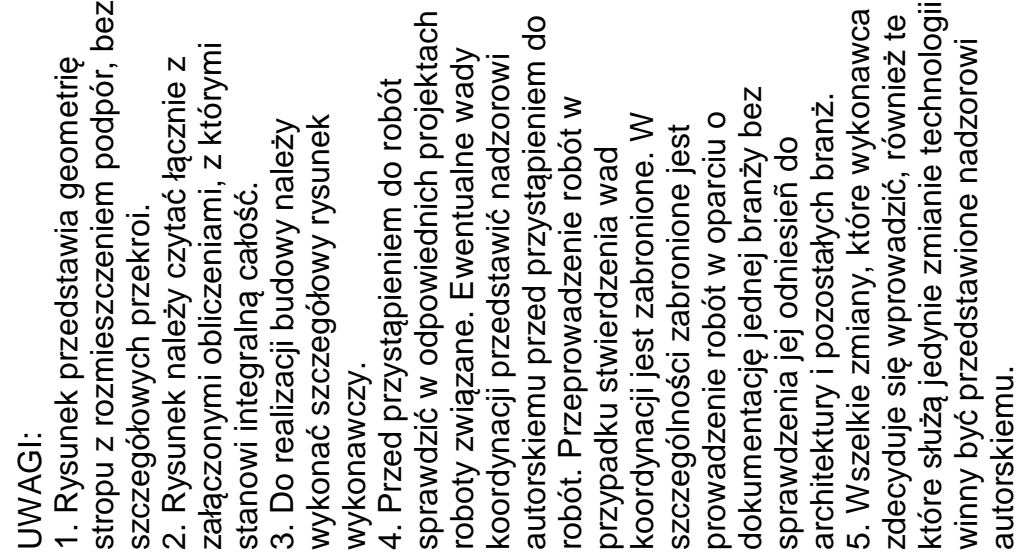 UWAGI:
1. Rysunek przedstawia geometrię
stropu z rozmieszczeniem podpór, bez
szczegółowych przekroi.
2. Rysunek należy czytać łącznie z
załączonymi obliczeniami, z którymi
stanowi integralną całość.
3. Do realizacji budowy należy
wykonać szczegółowy rysunek
wykonawczy.
4. Przed przystąpieniem do robót
sprawdzić w odpowiednich projektach
roboty związane. Ewentualne wady
koordynacji przedstawić nadzorowi
autorskiemu przed przystąpieniem do
robót. Przeprowadzenie robót w
przypadku stwierdzenia wad
koordynacji jest zabronione. W
szczególności zabronione jest
prowadzenie robót w oparciu o
dokumentację jednej branży bez
sprawdzenia jej odniesień do
architektury i pozostałych branż.
5. Wszelkie zmiany, które wykonawca
zdecyduje się wprowadzić, również te
które służą jedynie zmianie technologii
winny być przedstawione nadzorowi
autorskiemu.